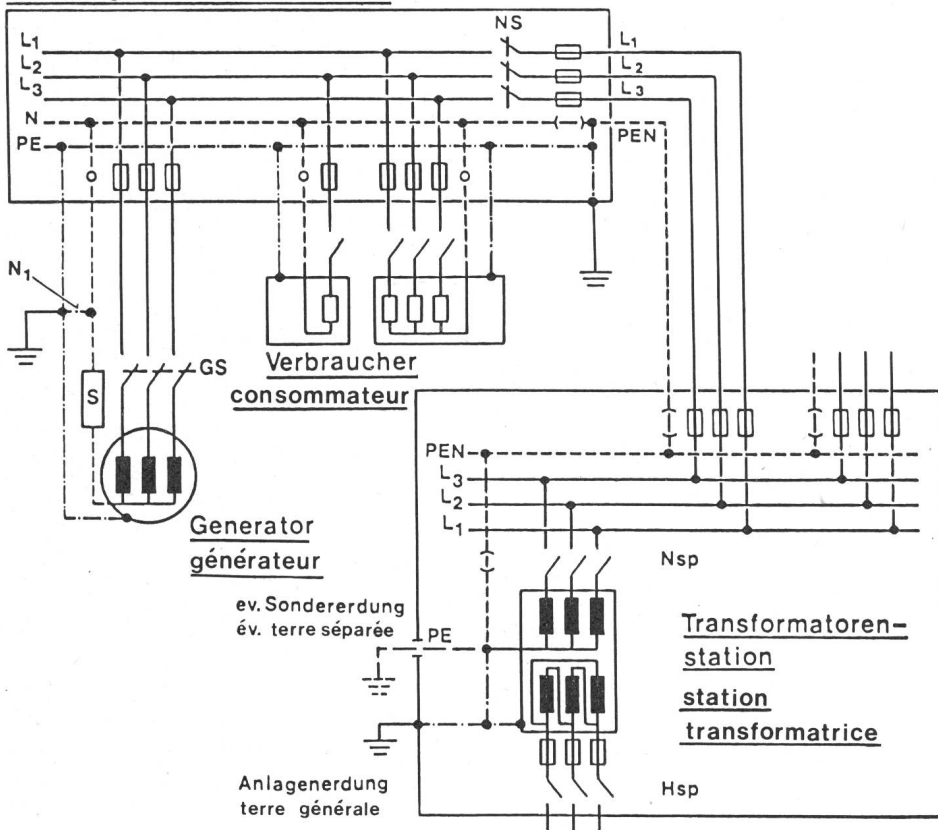 NS
L1
L2
L3
N
PE
L1
L2
L3
PEN
N1
GS
S
Verbraucher
consommateur
Generator
générateur
PEN
L3
L2
L1
Nsp
ev. Sondererdung
év. terre séparée
PE
Transformatoren-
station
station
transformatrice
Anlagenerdung
terre générale
Hsp